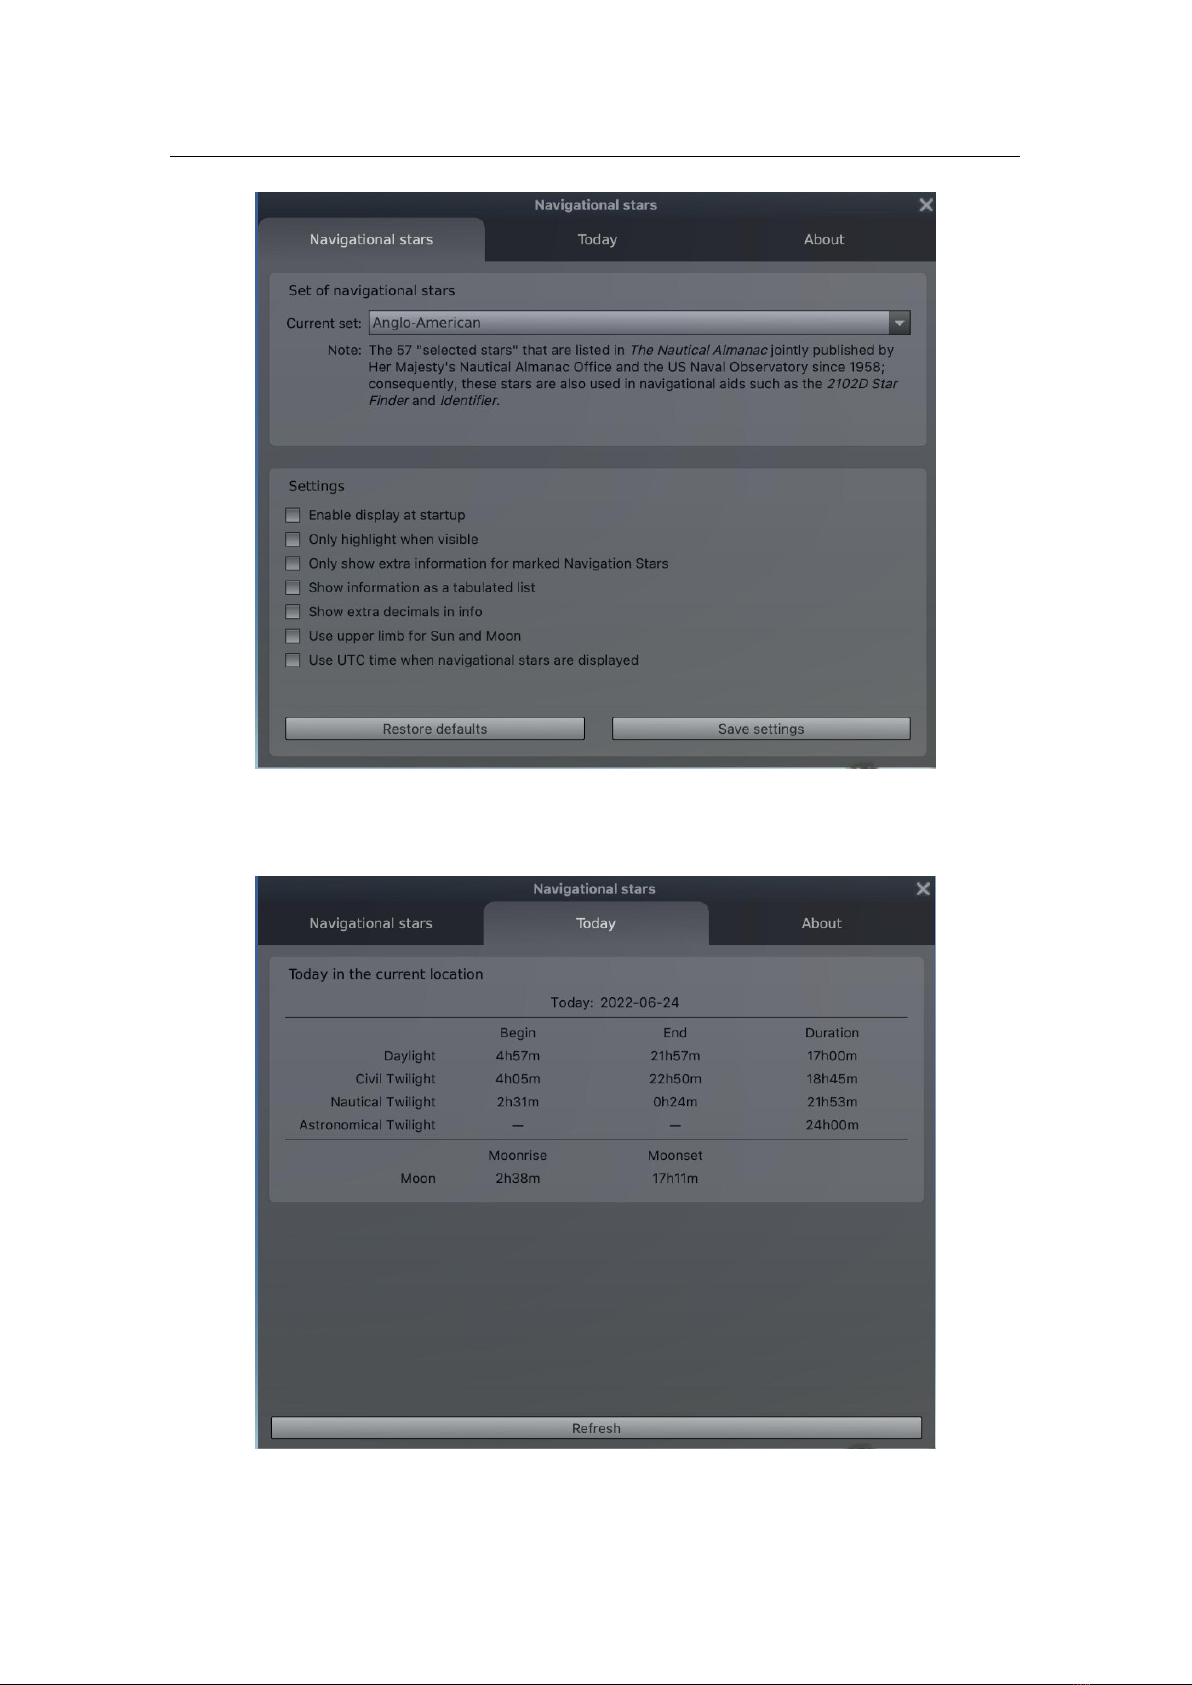 Navigational stars
Navigational stars Today About
Set of navigational stars
Current set: Anglo-American
Note: The 57 "selected stars" that are listed in The Nautical Almanac jointly published by
Her Majesty's Nautical Almanac Office and the US Naval Observatory since 1958;
consequently, these stars are also used in navigational aids such as the 2102D Star
Finder and Identifier.
Settings
Enable display at startup
Only highlight when visible
Only show extra information for marked Navigation Stars
Show information as a tabulated list
Show extra decimals in info
Use upper limb for Sun and Moon
Use UTC time when navigational stars are displayed
Restore defaults Save settings
Navigational stars
Navigational stars Today About
Today in the current location
Today: 2022-06-24
Begin End Duration
Daylight 4h57m 21h57m 17h00m
Civil Twilight 4h05m 22h50m 18h45m
Nautical Twilight 2h31m 0h24m 21h53m
Astronomical Twilight — — 24h00m
Moonrise Moonset
Moon 2h38m 17h11m
Refresh